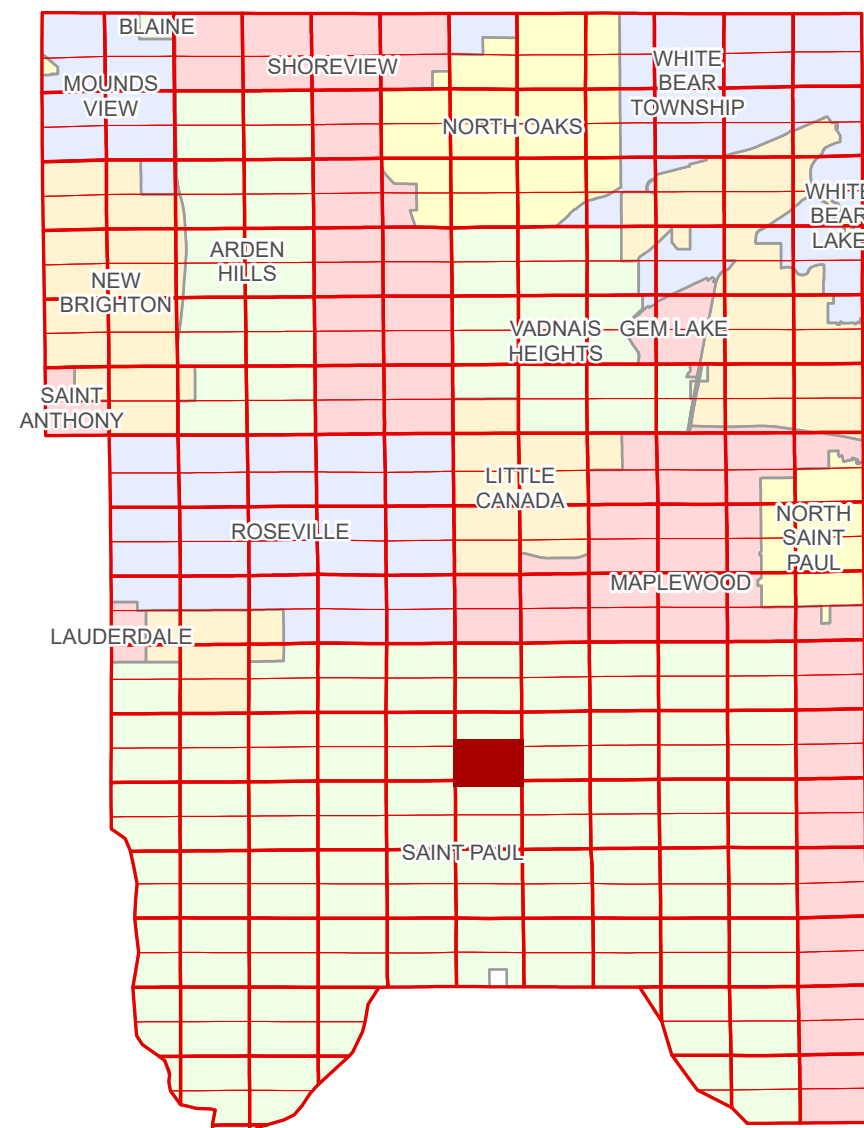 BLAINE
SHOREVIEW
WHITE
BEAR
TOWNSHIP
MOUNDS
VIEW
NORTH OAKS
WHITE
BEAR
LAKE
ARDEN
HILLS
NEW
BRIGHTON
VADNAIS
HEIGHTS
GEM LAKE
SAINT
ANTHONY
LITTLE
CANADA
NORTH
SAINT
PAUL
ROSEVILLE
MAPLEWOOD
LAUDERDALE
SAINT PAUL